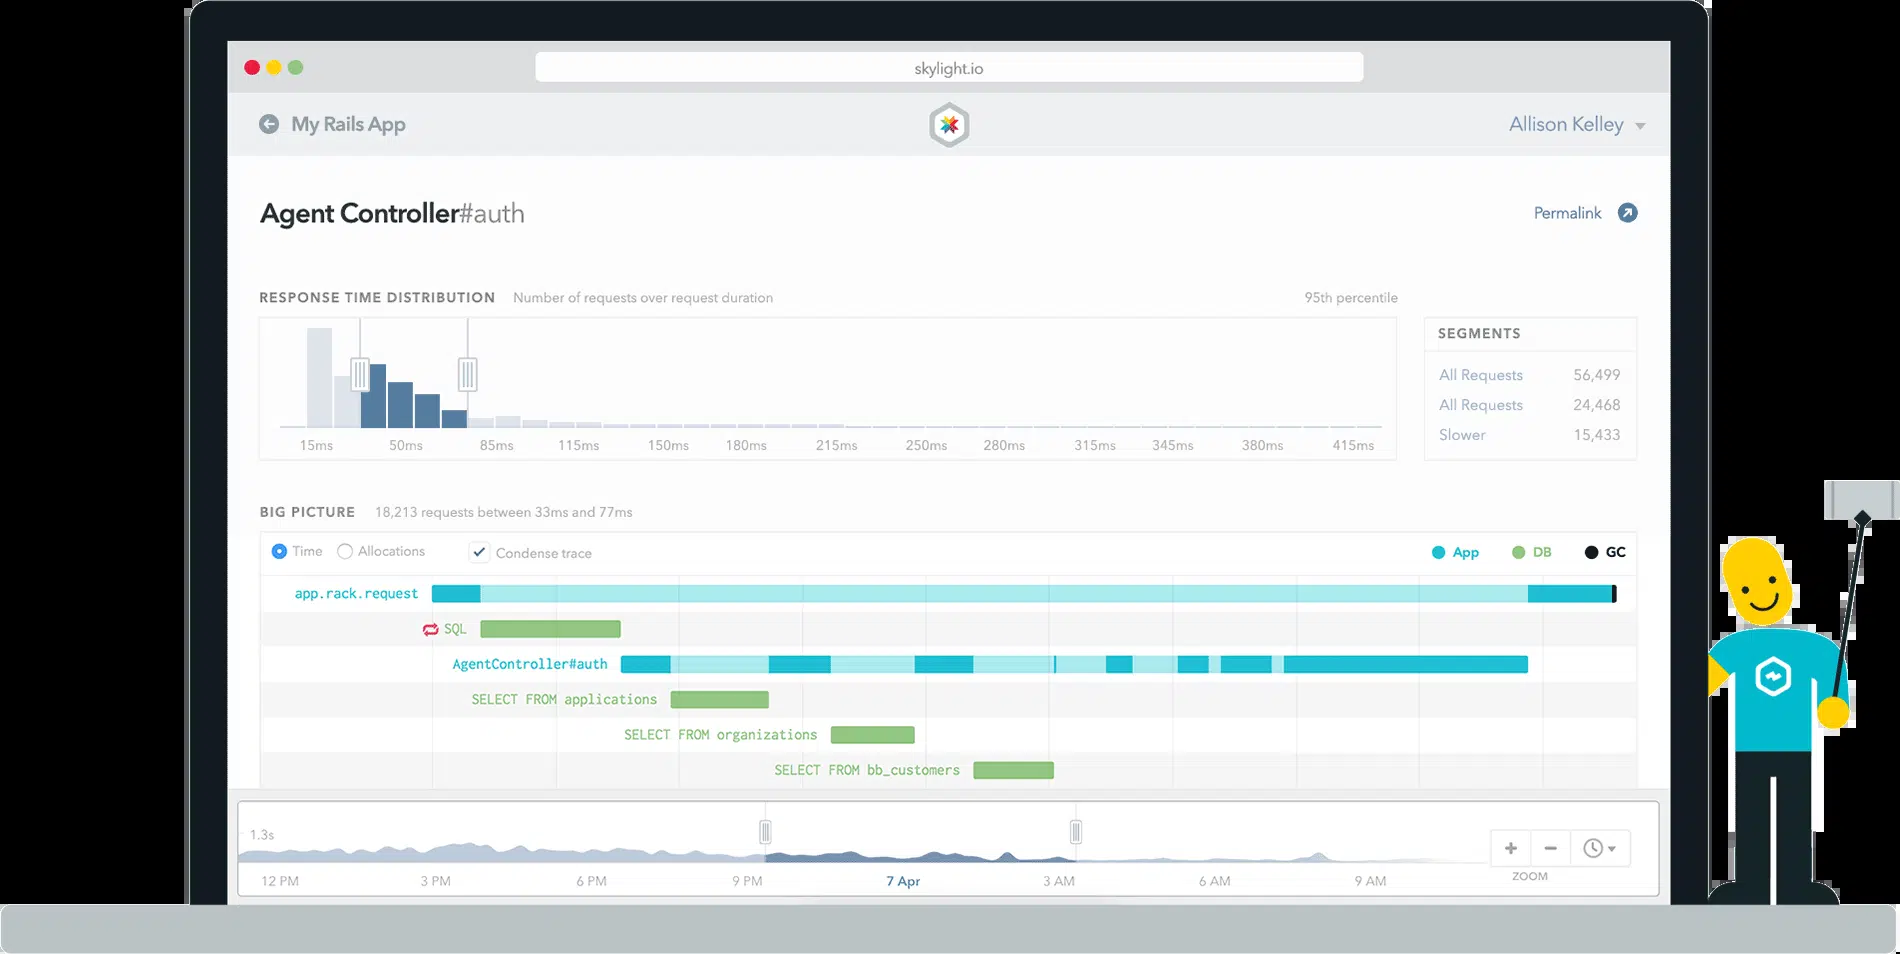 skylight.io
My Rails App
Allison Kelley
Agent Controller#auth
Permalink
RESPONSE TIME DISTRIBUTION Number of requests over request duration 95th percentile
15ms 50ms 85ms 115ms 150ms 180ms 215ms 250ms 280ms 315ms 345ms 380ms 415ms
SEGMENTS
All Requests 56,499
All Requests 24,468
Slower 15,433
BIG PICTURE 18,213 requests between 33ms and 77ms
Time Allocations Condense trace App DB GC
app.rack.request
SQL
AgentController#auth
SELECT FROM applications
SELECT FROM organizations
SELECT FROM bb_customers
1.3s
12 PM 3 PM 6 PM 9 PM 7 Apr 3 AM 6 AM 9 AM
ZOOM